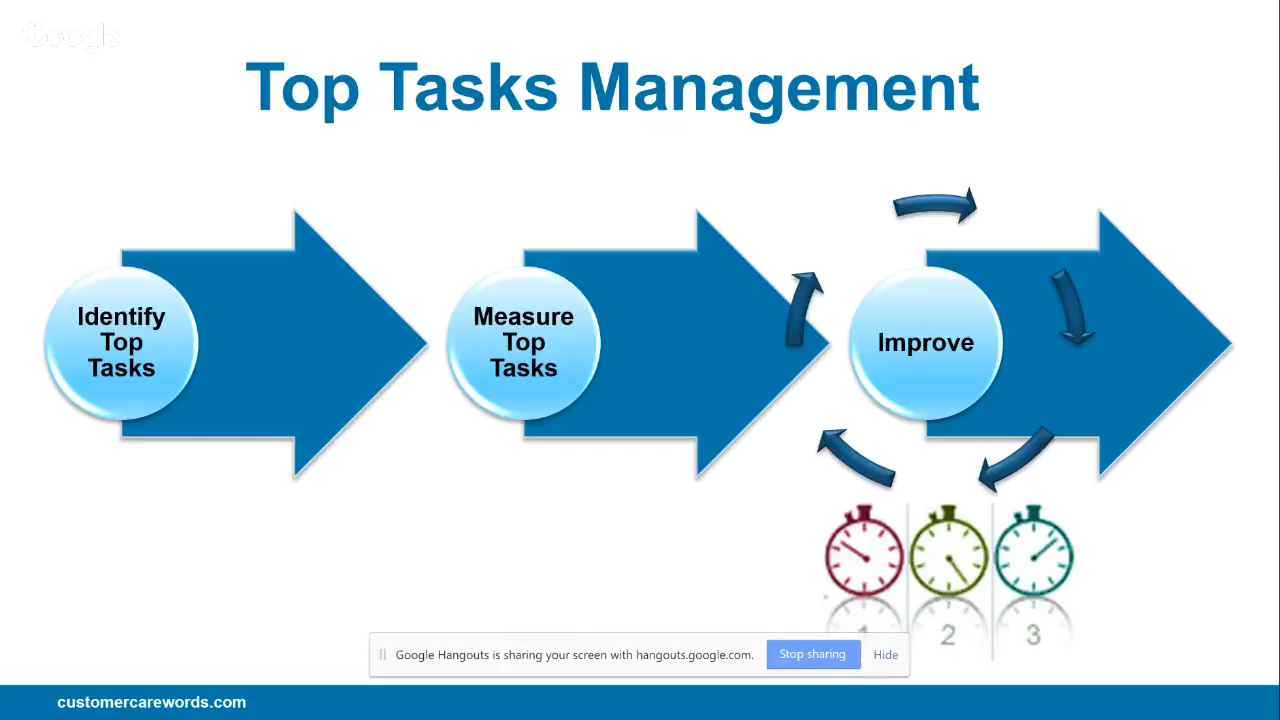 Google
Top Tasks Management
Identify
Top
Tasks
Measure
Top
Tasks
Improve
1 2 3
Google Hangouts is sharing your screen with hangouts.google.com. Stop sharing Hide
customercarewords.com